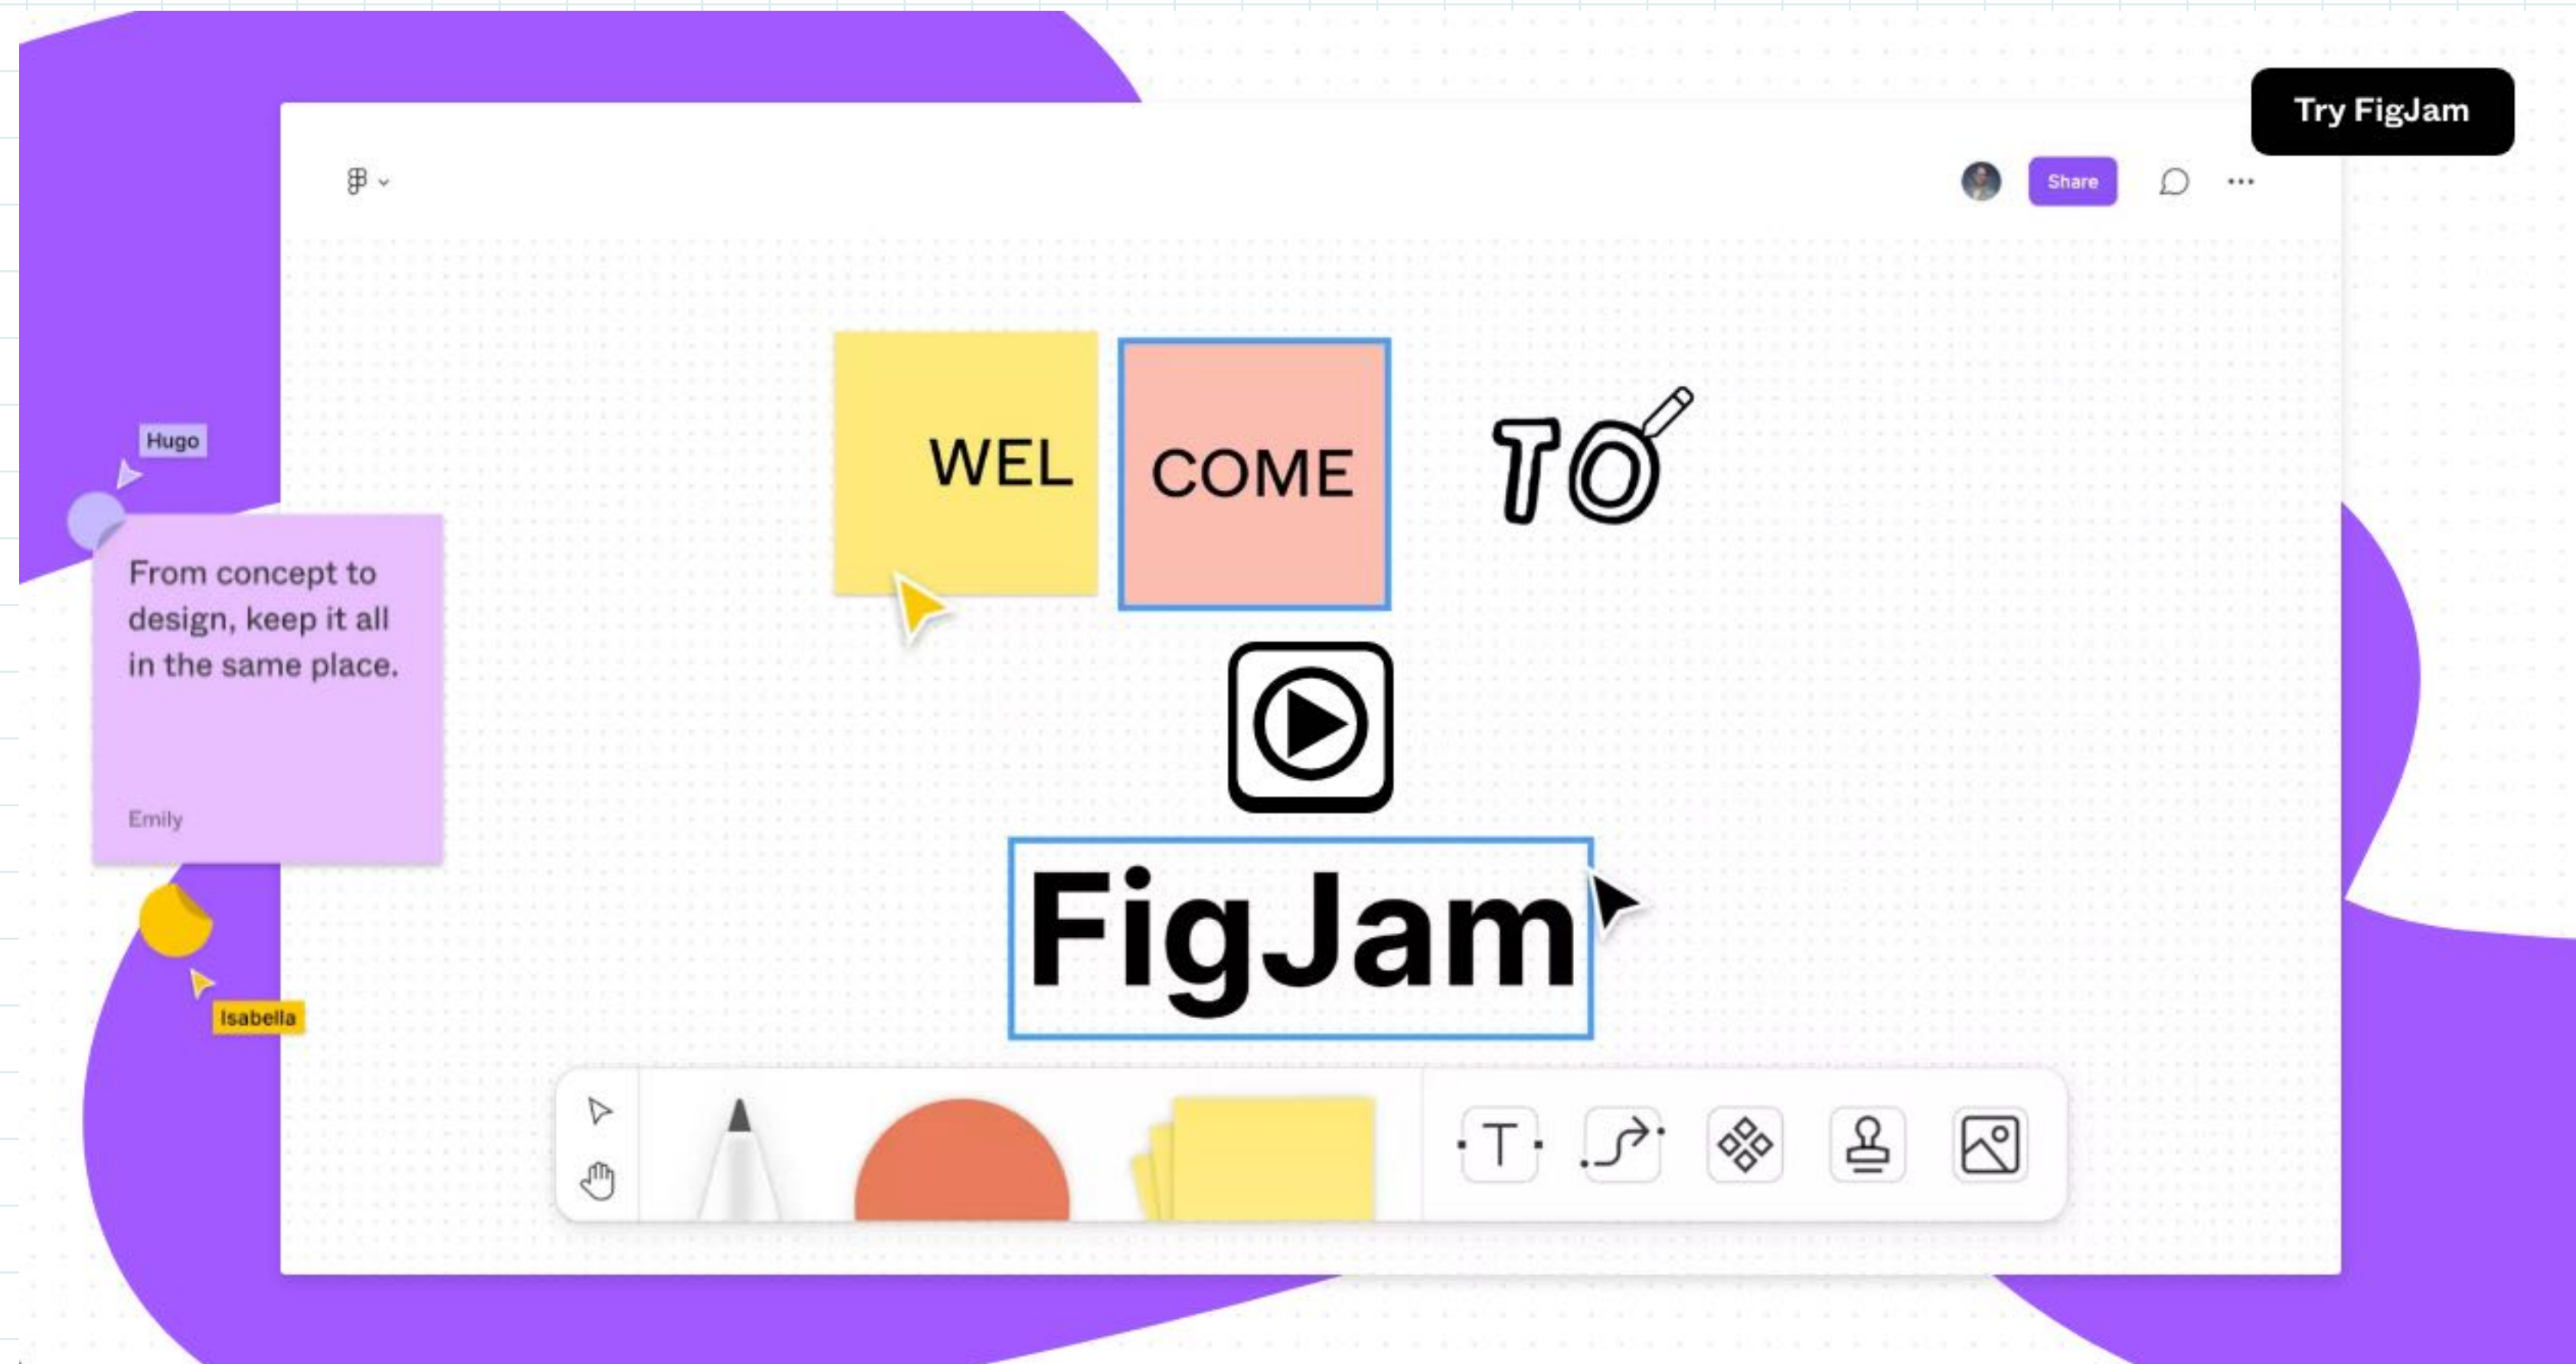 Try FigJam
Share
WEL
COME
TO
Hugo
From concept to
design, keep it all
in the same place.
Emily
FigJam
Isabella
T